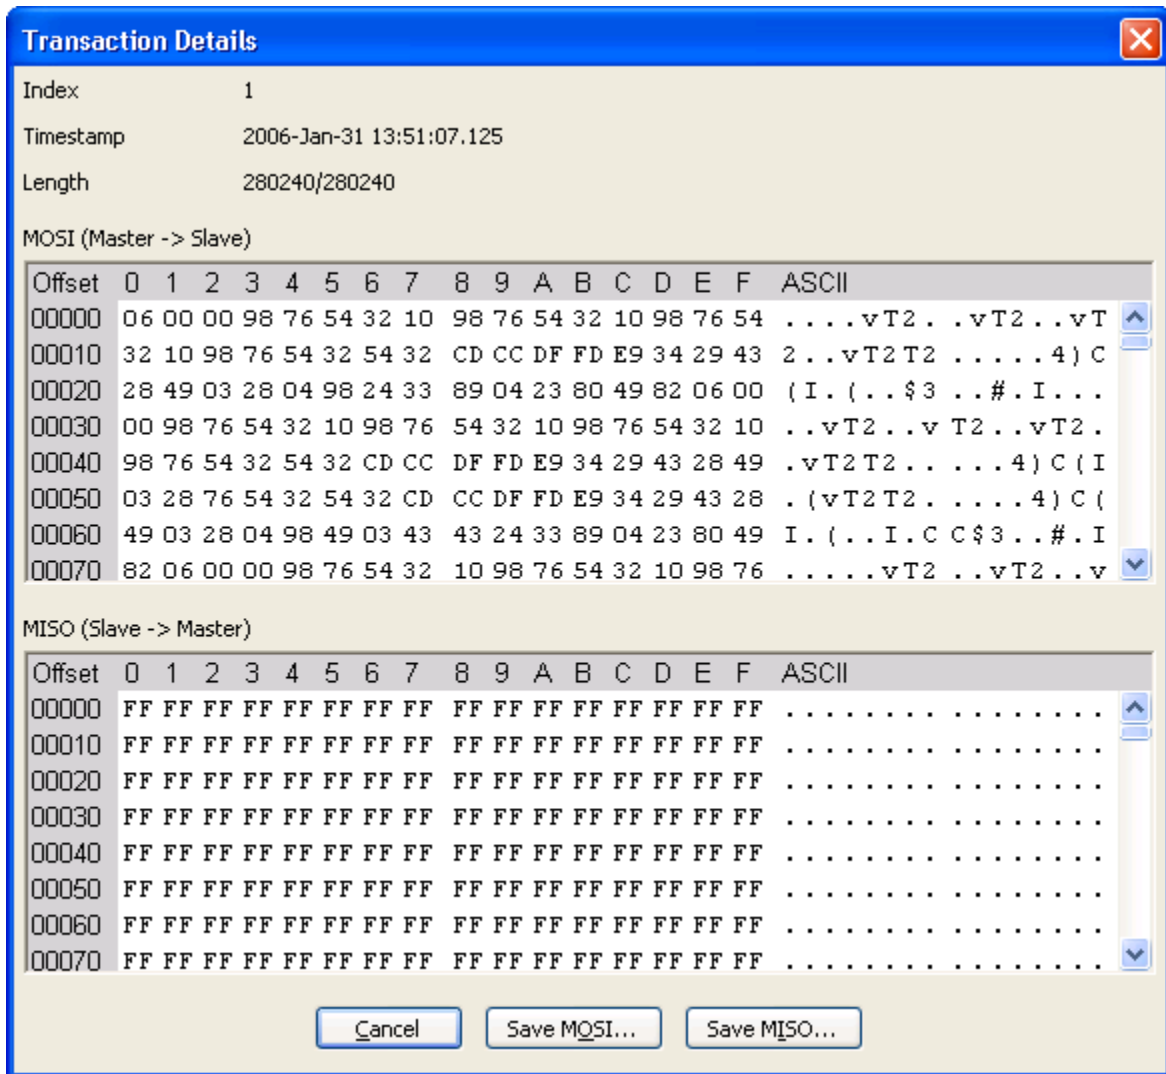 Transaction Details
Index 1
Timestamp 2006-Jan-31 13:51:07.125
Length 280240/280240
MOSI (Master -> Slave)
Offset 0 1 2 3 4 5 6 7 8 9 A B C D E F ASCII
00000 06 00 00 98 76 54 32 10 98 76 54 32 10 98 76 54 . . . . v T 2 . . v T 2 . . v T
00010 32 10 98 76 54 32 54 32 CD CC DF FD E9 34 29 43 2 . . v T 2 T 2 . . . . . 4 ) C
00020 28 49 03 28 04 98 24 33 89 04 23 80 49 82 06 00 ( I . ( . . $ 3 . . # . I . . .
00030 00 98 76 54 32 10 98 76 54 32 10 98 76 54 32 10 . . v T 2 . . v T 2 . . v T 2 .
00040 98 76 54 32 54 32 CD CC DF FD E9 34 29 43 28 49 . v T 2 T 2 . . . . . 4 ) C ( I
00050 03 28 76 54 32 54 32 CD CC DF FD E9 34 29 43 28 . ( v T 2 T 2 . . . . . 4 ) C (
00060 49 03 28 04 98 49 03 43 43 24 33 89 04 23 80 49 I . ( . . I . C C $ 3 . . # . I
00070 82 06 00 00 98 76 54 32 10 98 76 54 32 10 98 76 . . . . . v T 2 . . v T 2 . . v
MISO (Slave -> Master)
Offset 0 1 2 3 4 5 6 7 8 9 A B C D E F ASCII
00000 FF FF FF FF FF FF FF FF FF FF FF FF FF FF FF FF . . . . . . . . . . . . . . . .
00010 FF FF FF FF FF FF FF FF FF FF FF FF FF FF FF FF . . . . . . . . . . . . . . . .
00020 FF FF FF FF FF FF FF FF FF FF FF FF FF FF FF FF . . . . . . . . . . . . . . . .
00030 FF FF FF FF FF FF FF FF FF FF FF FF FF FF FF FF . . . . . . . . . . . . . . . .
00040 FF FF FF FF FF FF FF FF FF FF FF FF FF FF FF FF . . . . . . . . . . . . . . . .
00050 FF FF FF FF FF FF FF FF FF FF FF FF FF FF FF FF . . . . . . . . . . . . . . . .
00060 FF FF FF FF FF FF FF FF FF FF FF FF FF FF FF FF . . . . . . . . . . . . . . . .
00070 FF FF FF FF FF FF FF FF FF FF FF FF FF FF FF FF . . . . . . . . . . . . . . . .
Cancel Save MOSI... Save MISO...